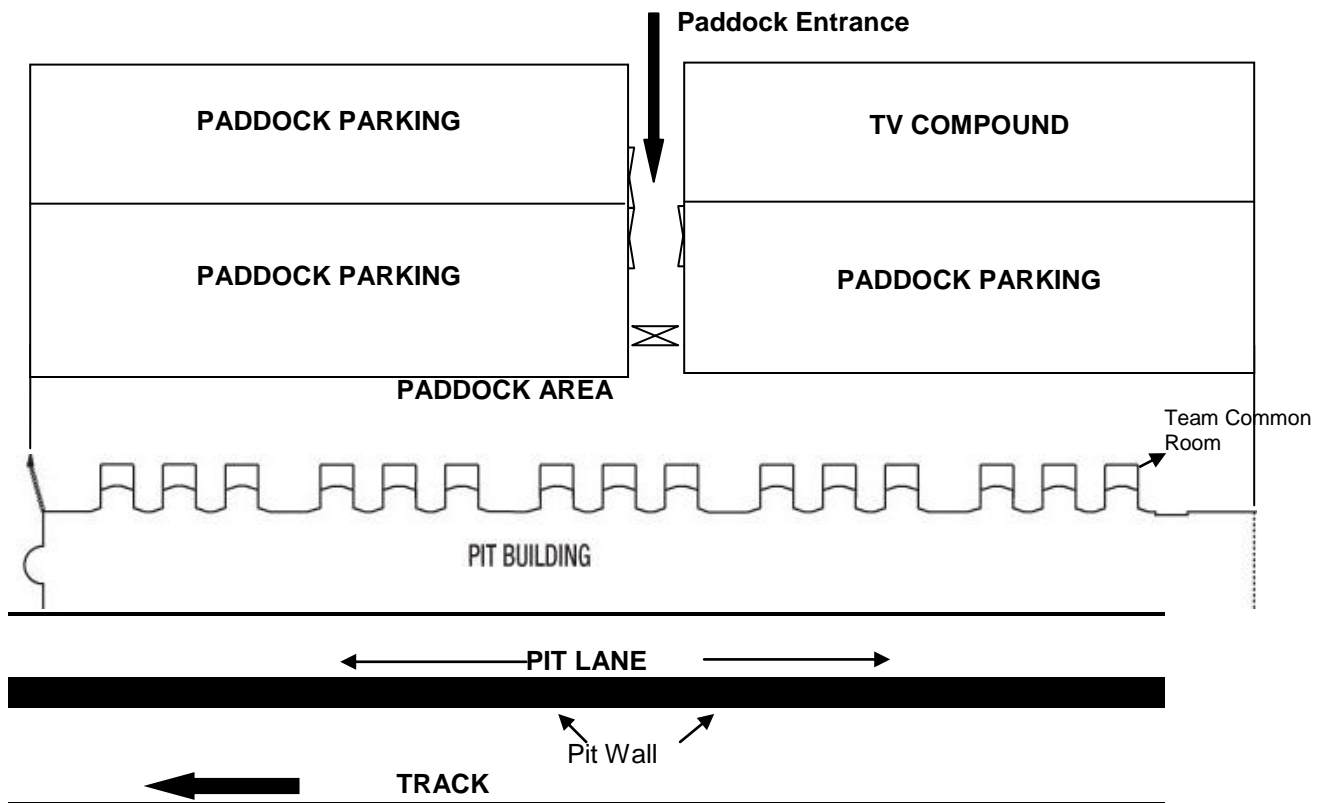 Paddock Entrance
PADDOCK PARKING
TV COMPOUND
PADDOCK PARKING
PADDOCK PARKING
PADDOCK AREA
Team Common
Room
PIT BUILDING
PIT LANE
Pit Wall
TRACK